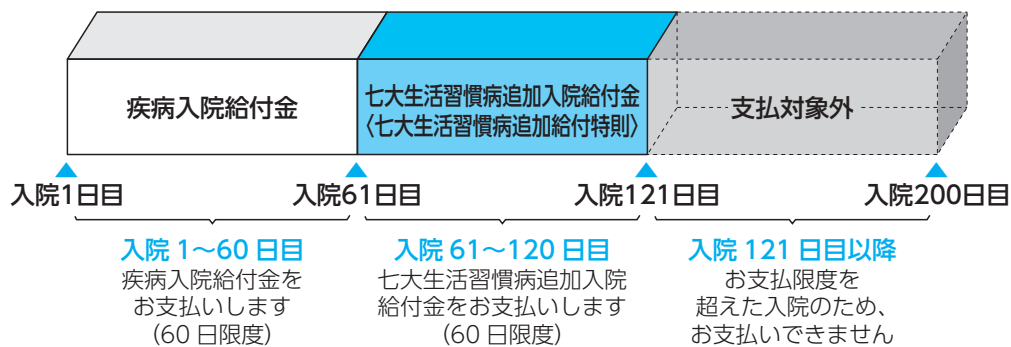 疾病入院給付金
七大生活習慣病追加入院給付金
〈七大生活習慣病追加給付特則〉
支払対象外
入院1日目
入院61日目
入院121日目
入院200日目
入院 1〜60 日目
疾病入院給付金を
お支払いします
(60 日限度)
入院 61〜120 日目
七大生活習慣病追加入院
給付金をお支払いします
(60 日限度)
入院 121 日目以降
お支払限度を
超えた入院のため、
お支払いできません